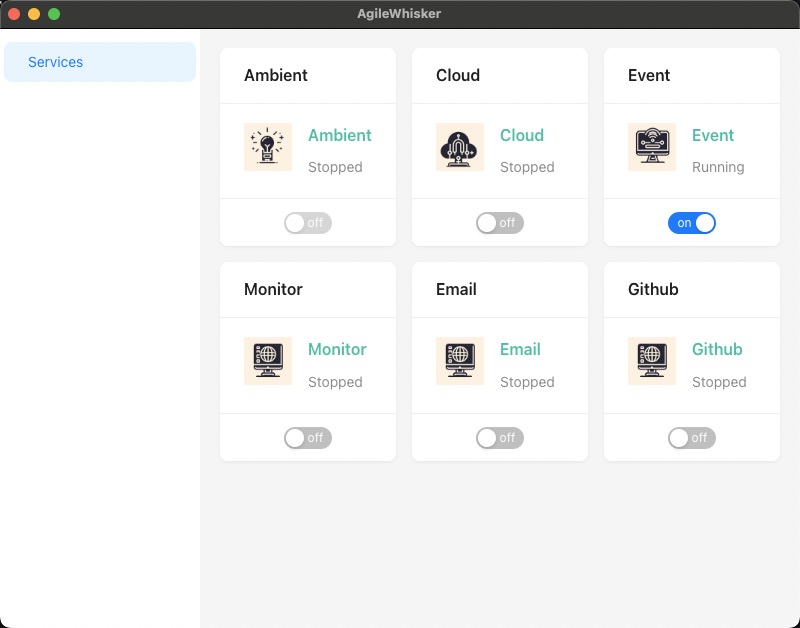 AgileWhisker
Services
Ambient
Ambient
Stopped
off
Cloud
Cloud
Stopped
off
Event
Event
Running
on
Monitor
Monitor
Stopped
off
Email
Email
Stopped
off
Github
Github
Stopped
off